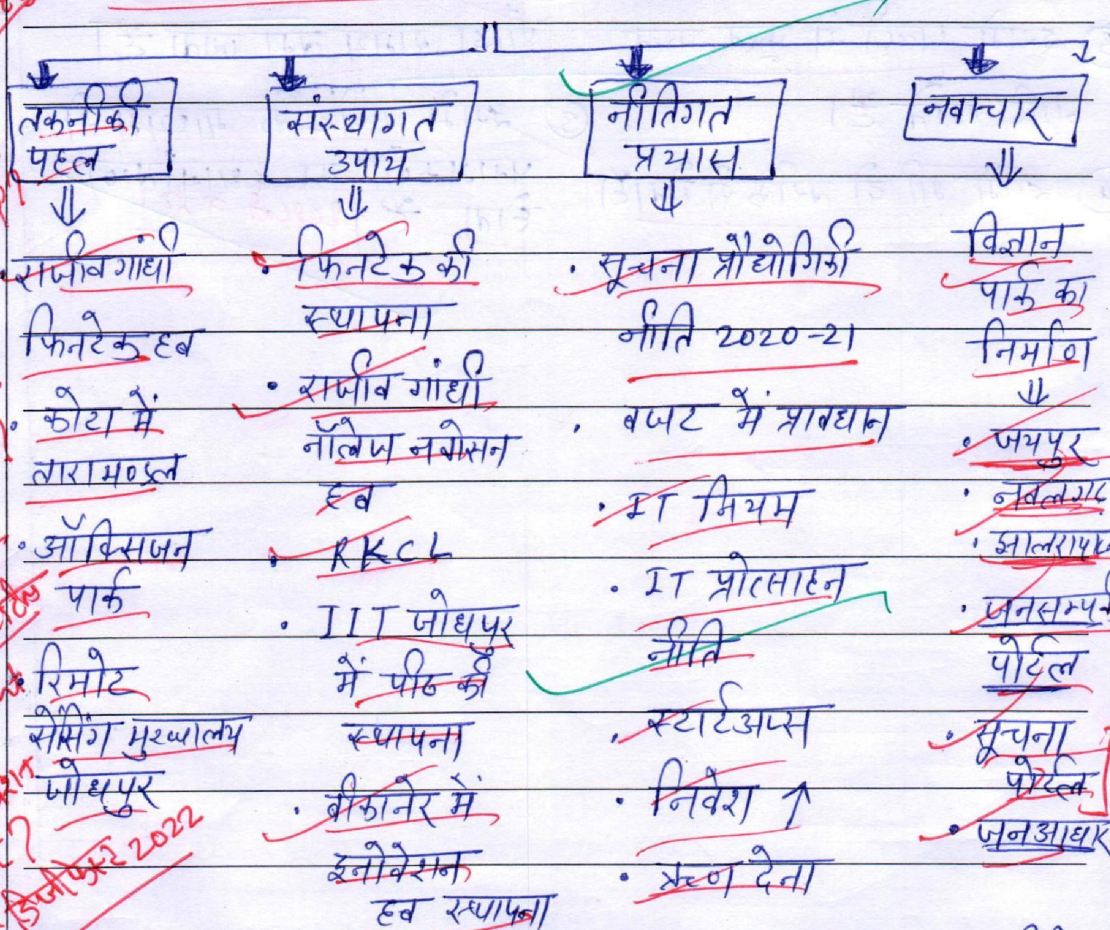 तकनीकी
पहल
राजीव गांधी
फिनटेक हब
• कोटा में
तारामण्डल
• ऑक्सिजन
पार्क
• रिमोट
सेंसिंग मुख्यालय
जोधपुर
डिजीफेस्ट 2022
संस्थागत
उपाय
• फिनटेक की
स्थापना
• राजीव गांधी
नॉलेज नवोसन
हब
• RKCL
• IIT जोधपुर
में पीठ की
स्थापना
• बीकानेर में
इनोवेशन
हब स्थापना
नीतिगत
प्रयास
• सूचना प्रौद्योगिकी
नीति 2020-21
• बजट में प्रावधान
• IT नियम
• IT प्रोत्साहन
नीति
• स्टार्टअप्स
• निवेश ↑
• ऋण देना
नवाचार
विज्ञान
पार्क का
निर्माण
• जयपुर
• नवलगढ
• झालरापा
• जनसम्पर्क
पोर्टल
• सूचना
पोर्टल
• जनआधार